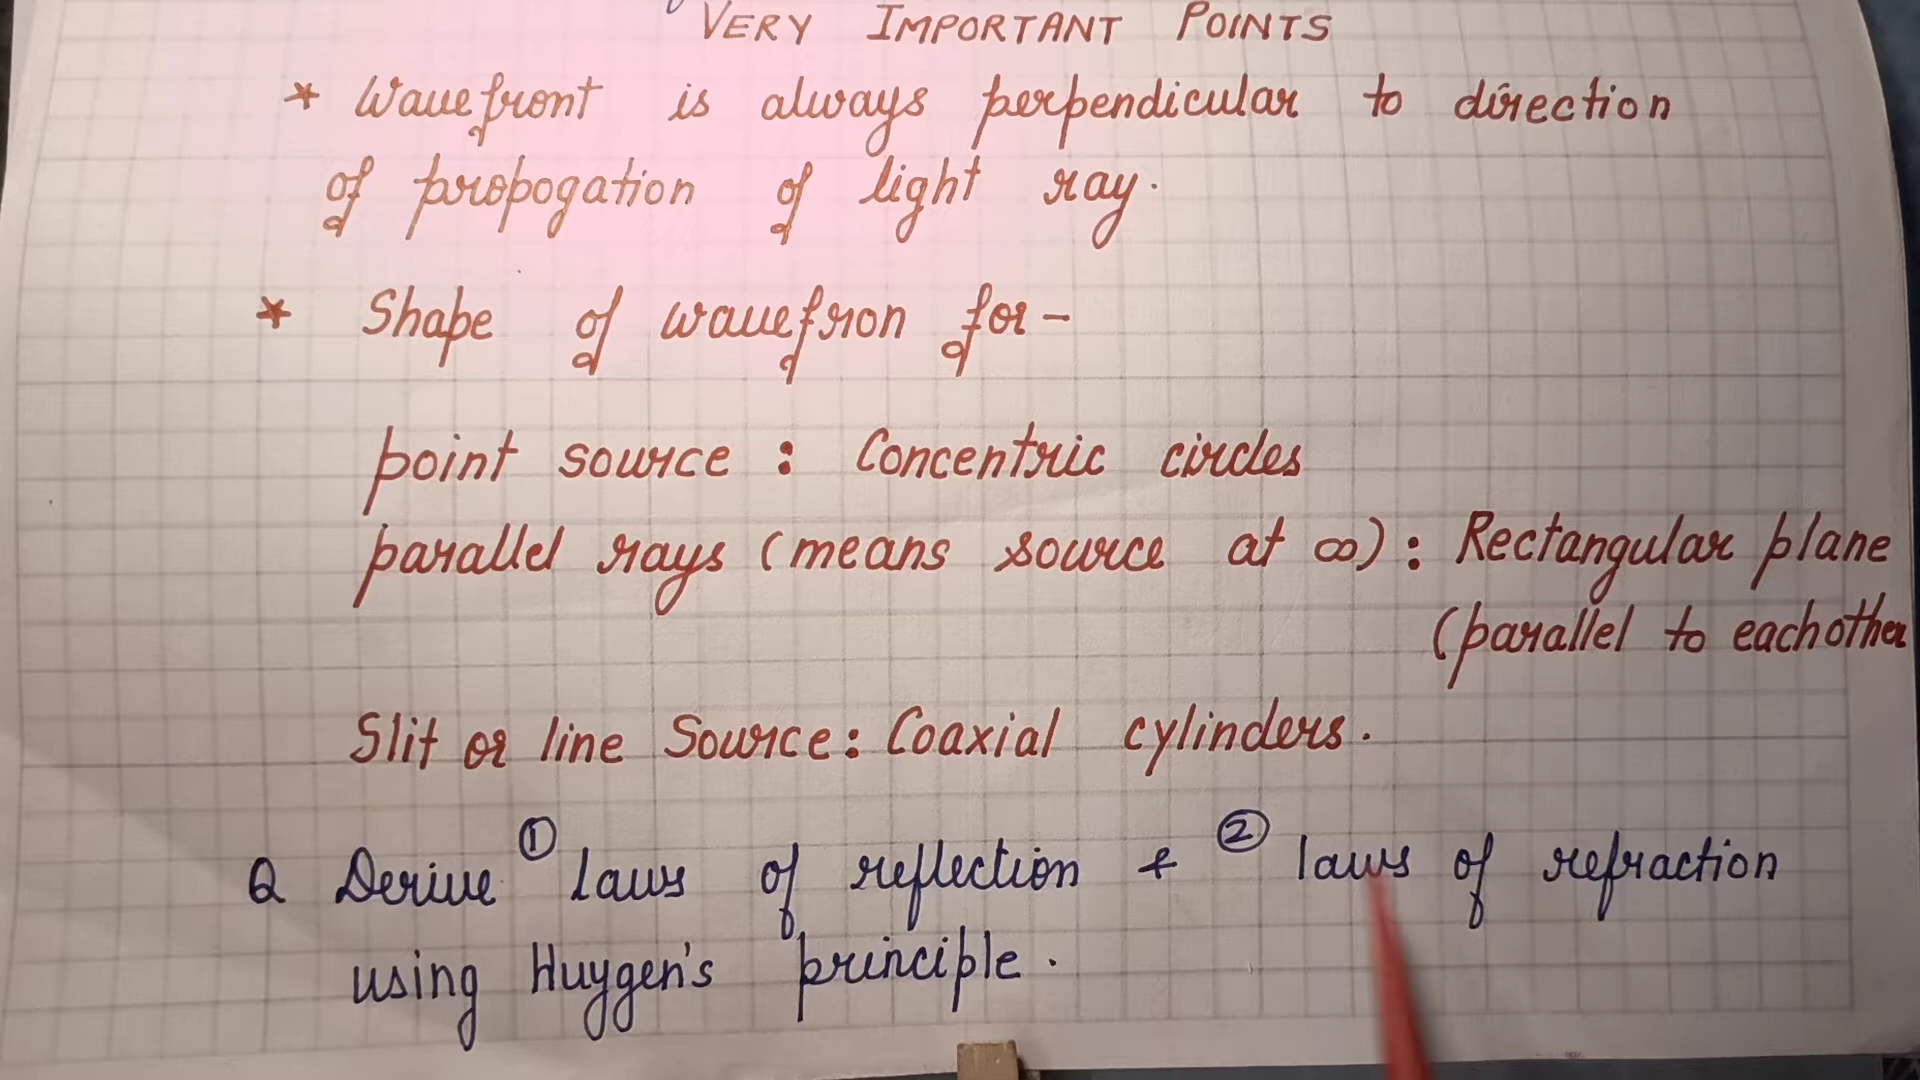 VERY IMPORTANT POINTS
* Wavefront is always perpendicular to direction
of propogation of light ray.
* Shape of wavefron for-
point source : Concentric circles
parallel rays (means source at ∞) : Rectangular plane
(parallel to eachother
Slit or line Source: Coaxial cylinders.
Q Derive ① laws of reflection + ② laws of refraction
using Huygen's principle.